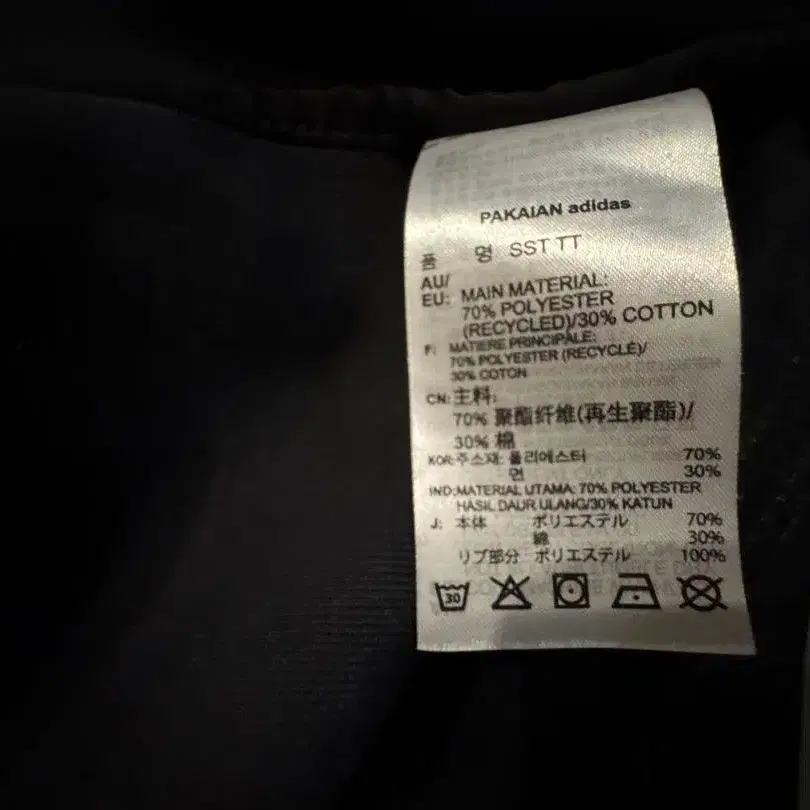 PAKAIAN adidas
품 명 SST TT
AU/
EU: MAIN MATERIAL:
70% POLYESTER
(RECYCLED)/30% COTTON
F: MATIERE PRINCIPALE:
70% POLYESTER (RECYCLÉ)/
30% COTON
CN: 主料:
70% 聚酯纤维(再生聚酯)/
30% 棉
KOR: 주소재: 폴리에스터 70%
면 30%
IND: MATERIAL UTAMA: 70% POLYESTER
HASIL DAUR ULANG/30% KATUN
J: 本体 ポリエステル 70%
綿 30%
リブ部分 ポリエステル 100%
30